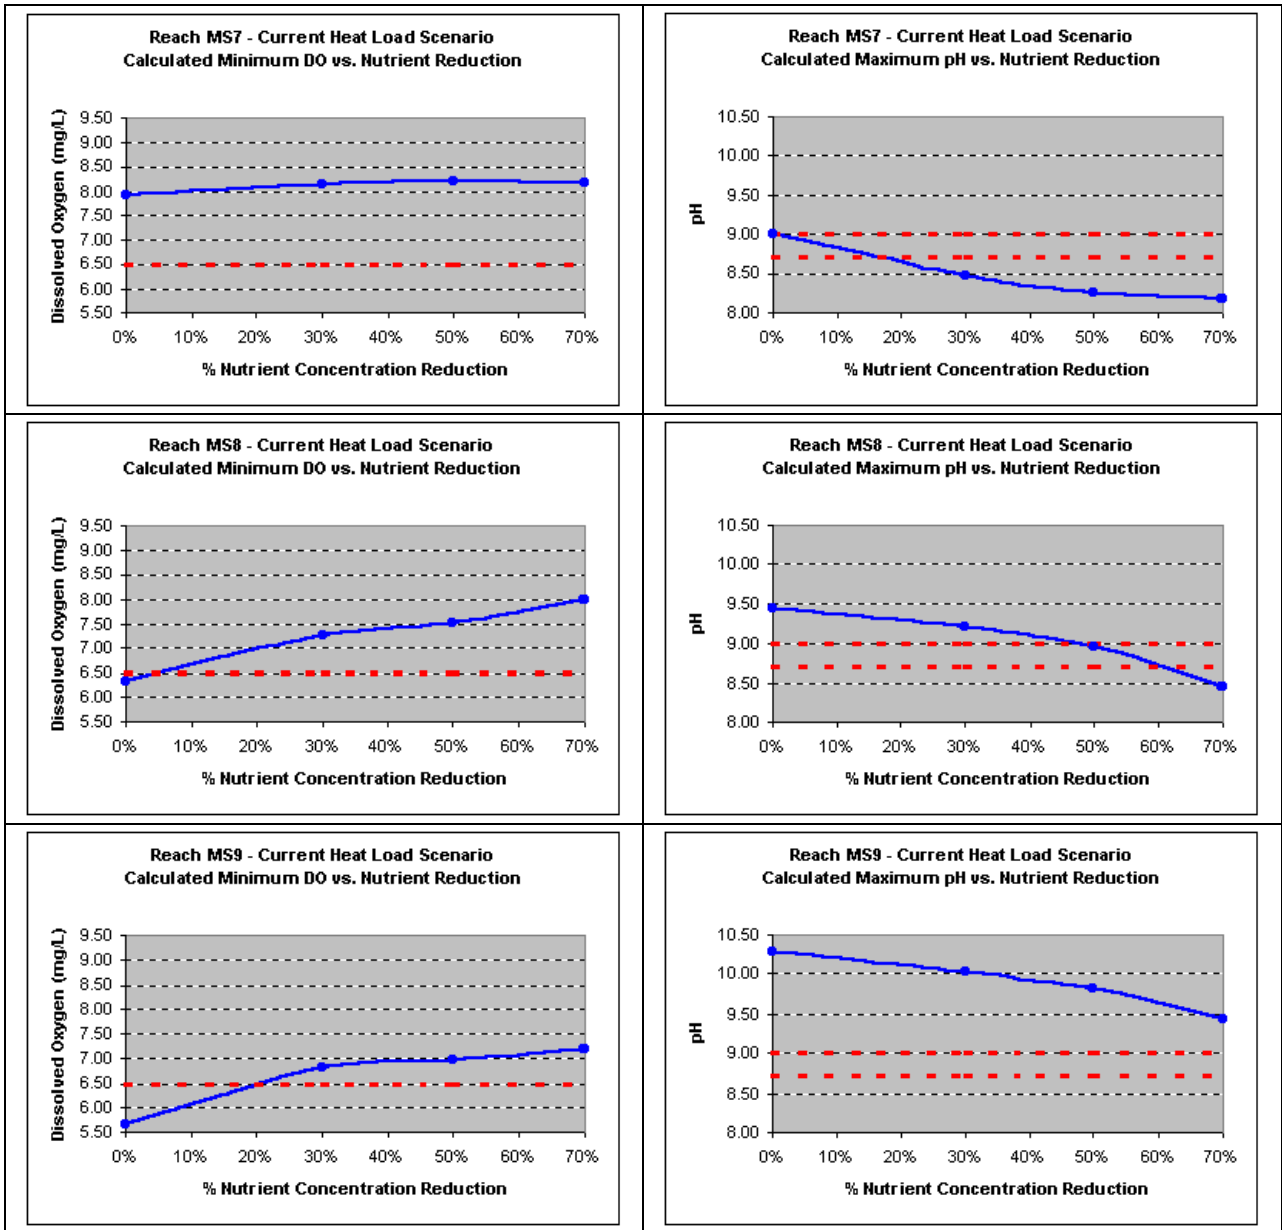 Reach MS7 - Current Heat Load Scenario
Calculated Minimum DO vs. Nutrient Reduction
Dissolved Oxygen (mg/L)
9.50
9.00
8.50
8.00
7.50
7.00
6.50
6.00
5.50
0% 10% 20% 30% 40% 50% 60% 70%
% Nutrient Concentration Reduction
Reach MS7 - Current Heat Load Scenario
Calculated Maximum pH vs. Nutrient Reduction
pH
10.50
10.00
9.50
9.00
8.50
8.00
0% 10% 20% 30% 40% 50% 60% 70%
% Nutrient Concentration Reduction
Reach MS8 - Current Heat Load Scenario
Calculated Minimum DO vs. Nutrient Reduction
Dissolved Oxygen (mg/L)
9.50
9.00
8.50
8.00
7.50
7.00
6.50
6.00
5.50
0% 10% 20% 30% 40% 50% 60% 70%
% Nutrient Concentration Reduction
Reach MS8 - Current Heat Load Scenario
Calculated Maximum pH vs. Nutrient Reduction
pH
10.50
10.00
9.50
9.00
8.50
8.00
0% 10% 20% 30% 40% 50% 60% 70%
% Nutrient Concentration Reduction
Reach MS9 - Current Heat Load Scenario
Calculated Minimum DO vs. Nutrient Reduction
Dissolved Oxygen (mg/L)
9.50
9.00
8.50
8.00
7.50
7.00
6.50
6.00
5.50
0% 10% 20% 30% 40% 50% 60% 70%
% Nutrient Concentration Reduction
Reach MS9 - Current Heat Load Scenario
Calculated Maximum pH vs. Nutrient Reduction
pH
10.50
10.00
9.50
9.00
8.50
8.00
0% 10% 20% 30% 40% 50% 60% 70%
% Nutrient Concentration Reduction